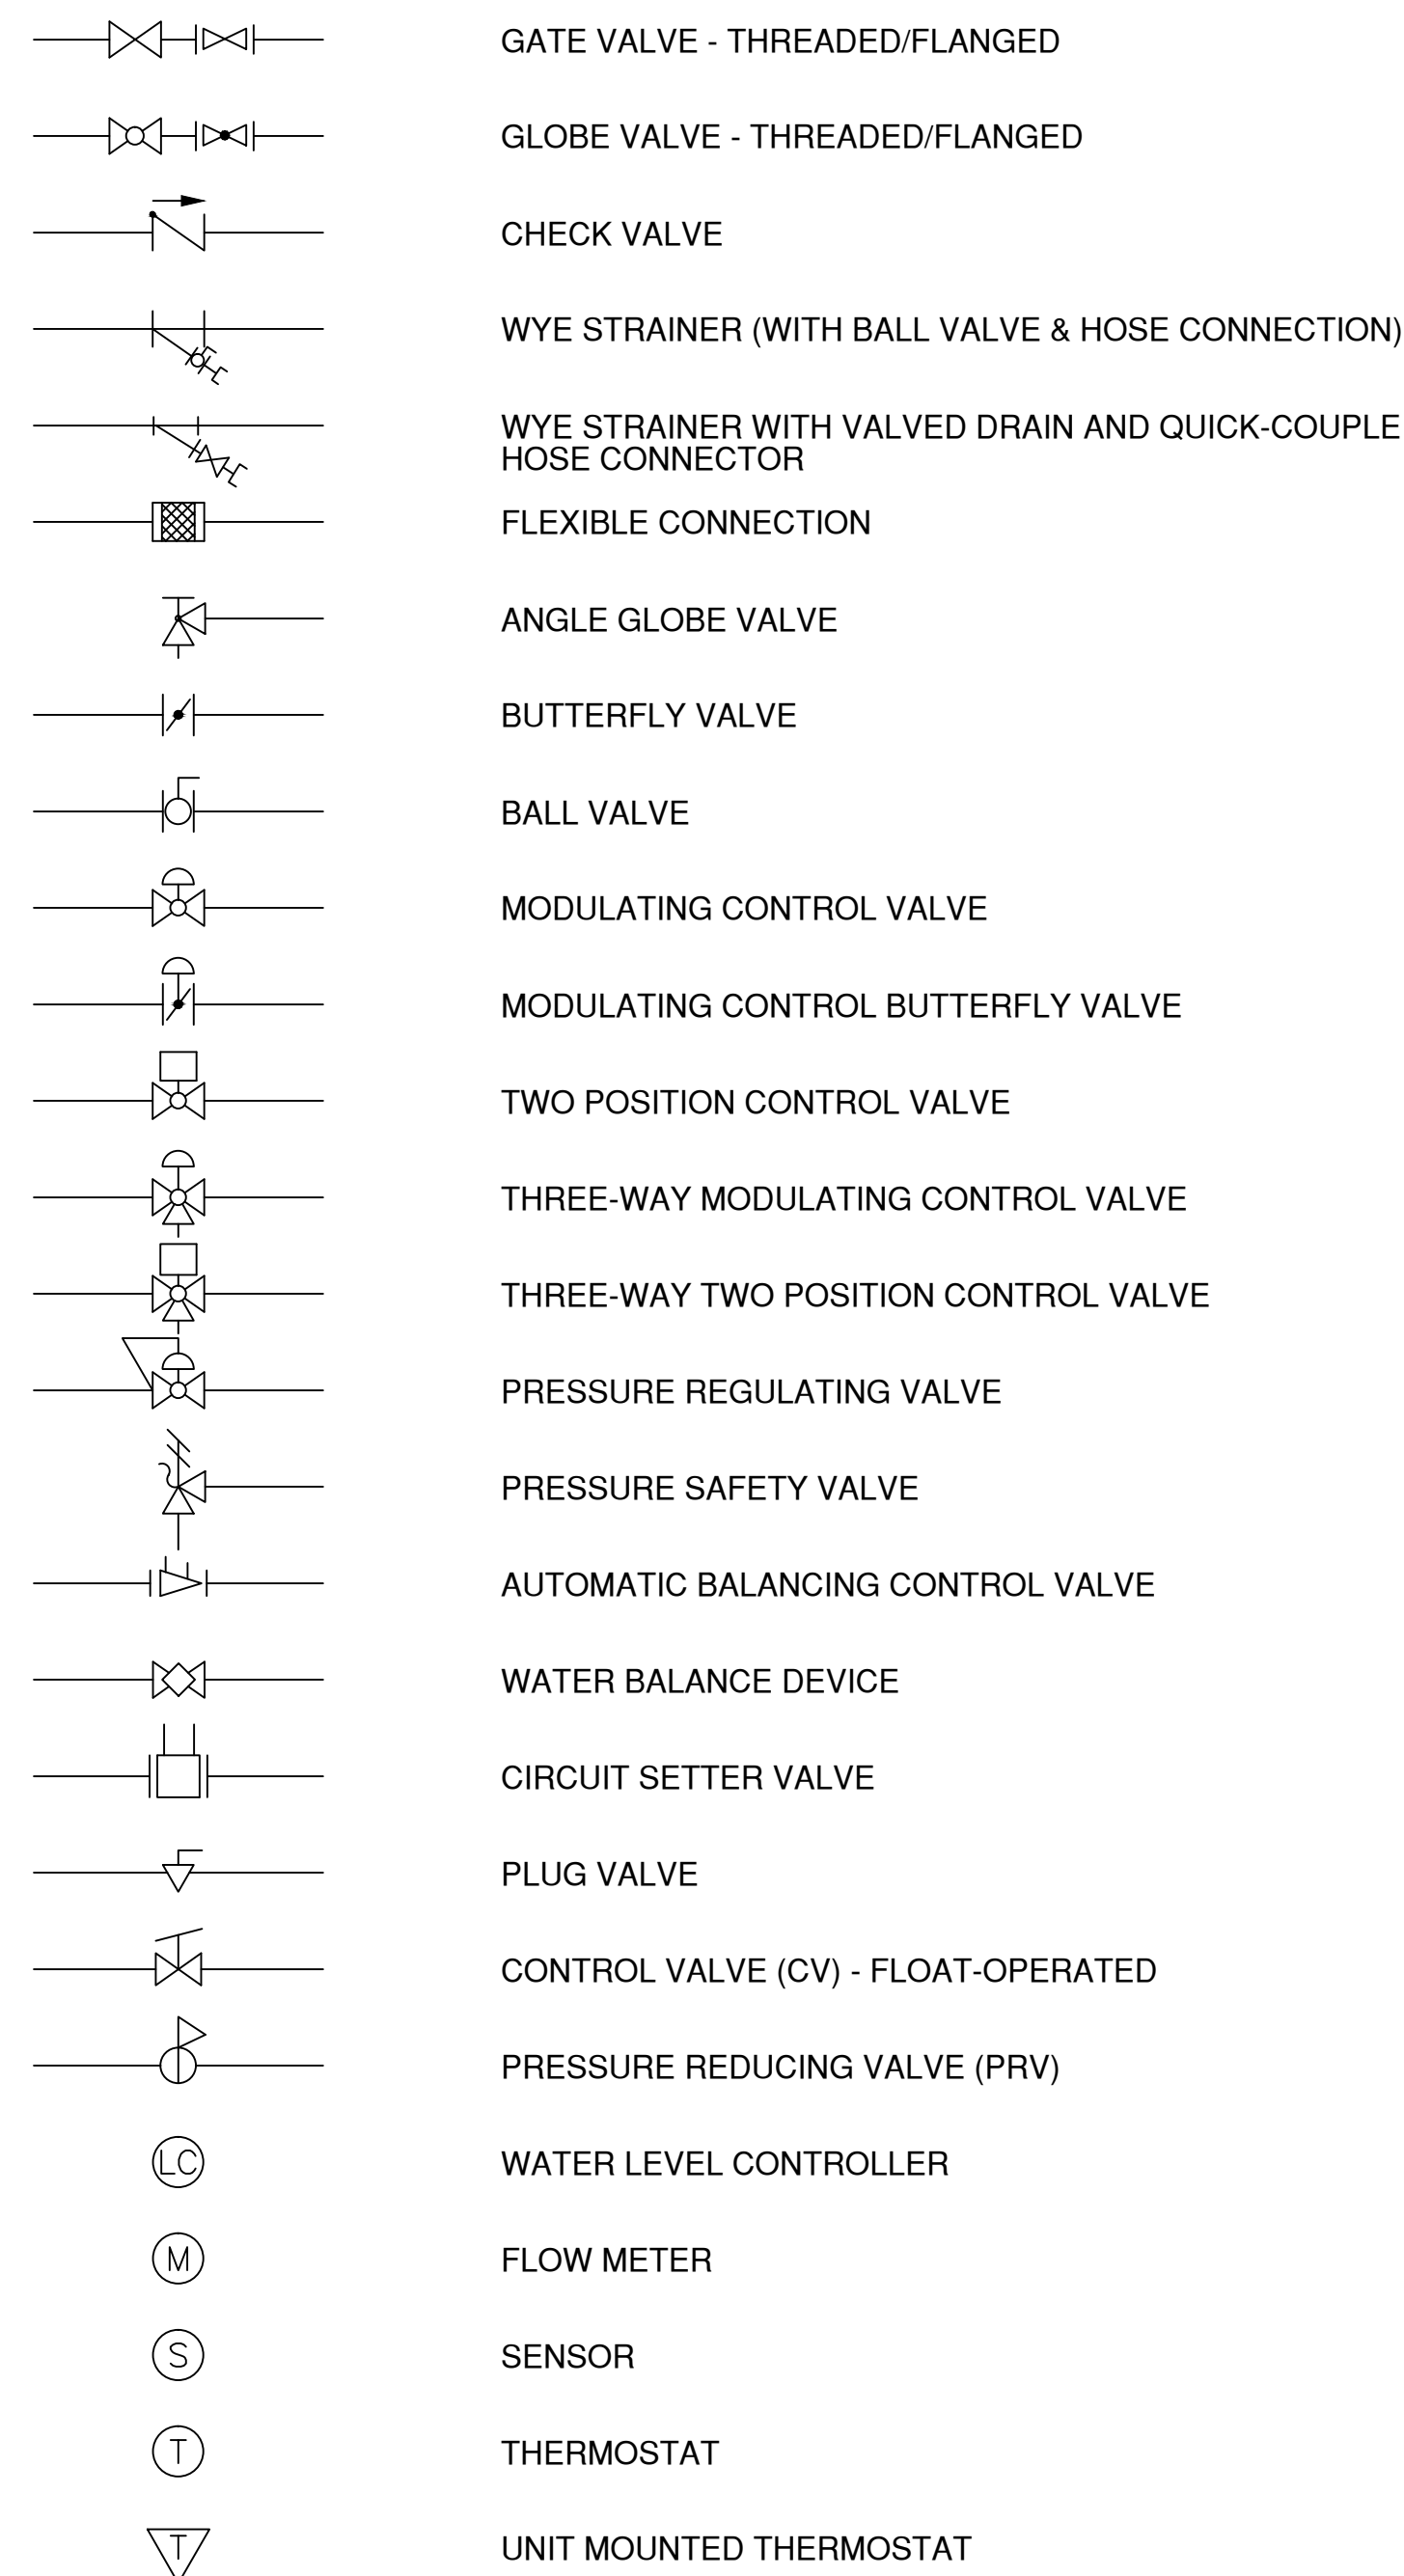 GATE VALVE - THREADED/FLANGED
GLOBE VALVE - THREADED/FLANGED
CHECK VALVE
WYE STRAINER (WITH BALL VALVE & HOSE CONNECTION)
WYE STRAINER WITH VALVED DRAIN AND QUICK-COUPLE
HOSE CONNECTOR
FLEXIBLE CONNECTION
ANGLE GLOBE VALVE
BUTTERFLY VALVE
BALL VALVE
MODULATING CONTROL VALVE
MODULATING CONTROL BUTTERFLY VALVE
TWO POSITION CONTROL VALVE
THREE-WAY MODULATING CONTROL VALVE
THREE-WAY TWO POSITION CONTROL VALVE
PRESSURE REGULATING VALVE
PRESSURE SAFETY VALVE
AUTOMATIC BALANCING CONTROL VALVE
WATER BALANCE DEVICE
CIRCUIT SETTER VALVE
PLUG VALVE
CONTROL VALVE (CV) - FLOAT-OPERATED
PRESSURE REDUCING VALVE (PRV)
LC WATER LEVEL CONTROLLER
M FLOW METER
S SENSOR
T THERMOSTAT
T UNIT MOUNTED THERMOSTAT